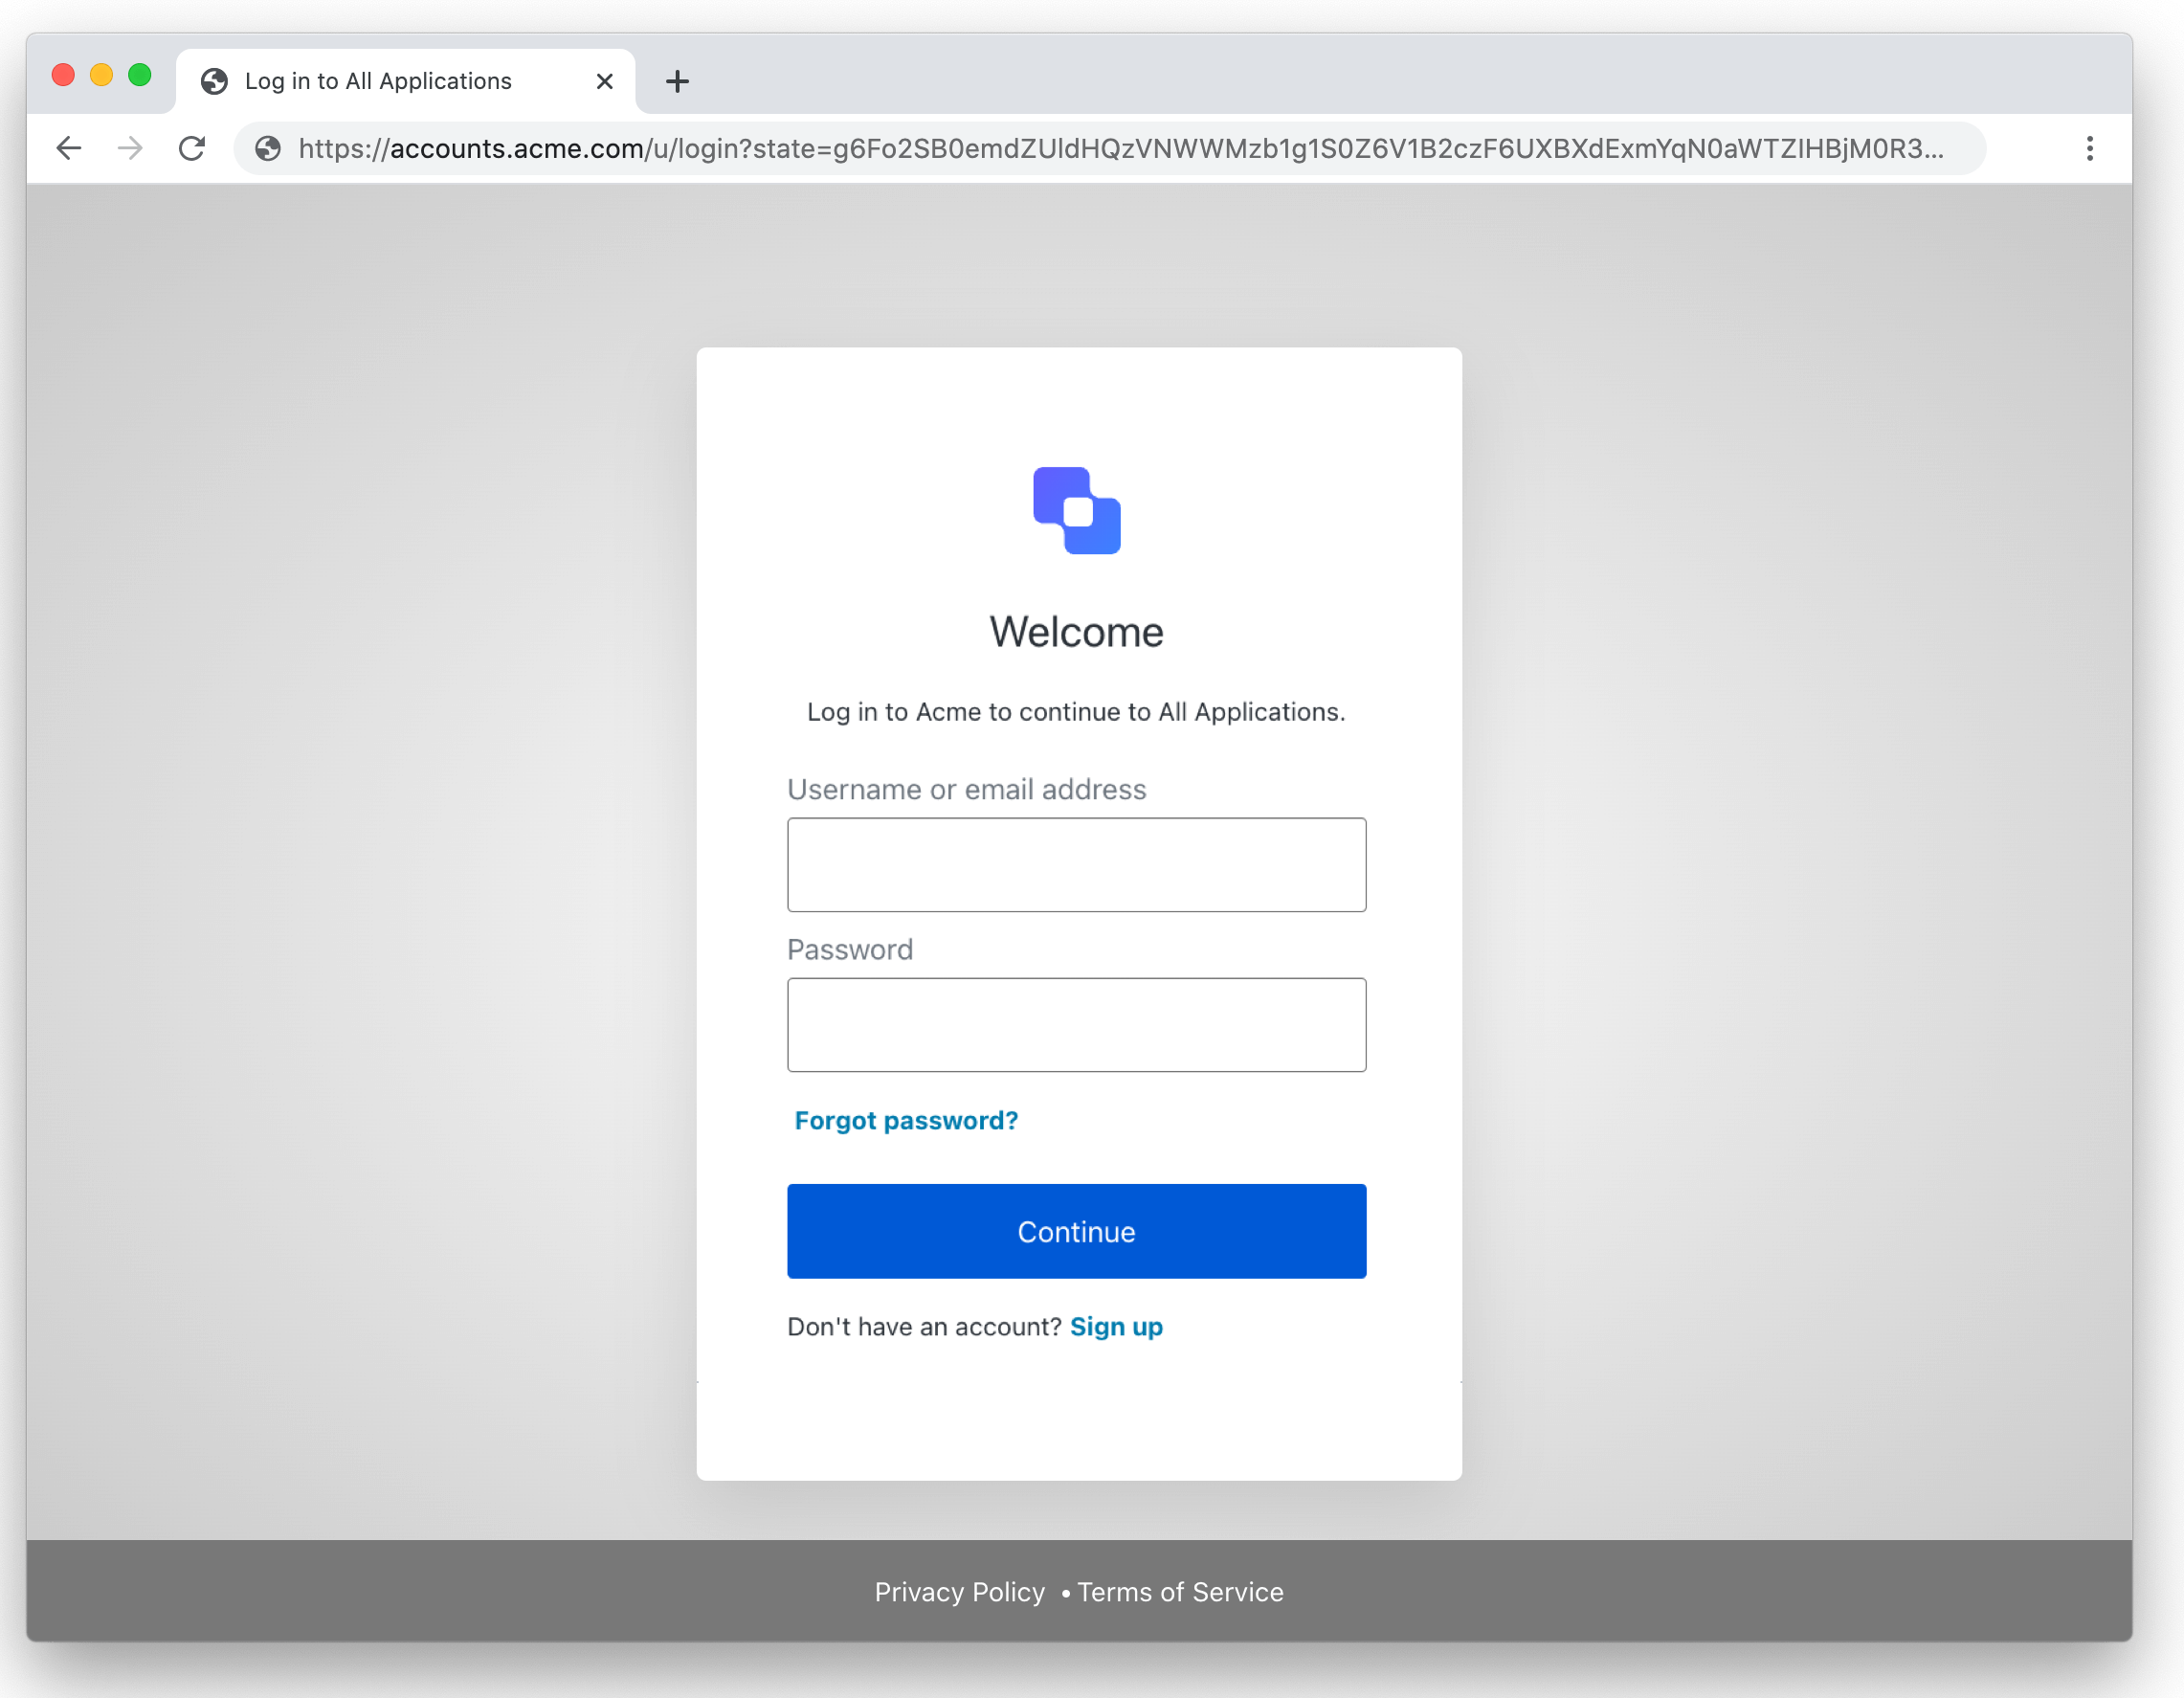 Log in to All Applications
https://accounts.acme.com/u/login?state=g6Fo2SB0emdZUldHQzVNWWMzb1g1S0Z6V1B2czF6UXBXdExmYqN0aWTZIHBjM0R3...
Welcome
Log in to Acme to continue to All Applications.
Username or email address
Password
Forgot password?
Continue
Don't have an account? Sign up
Privacy Policy • Terms of Service